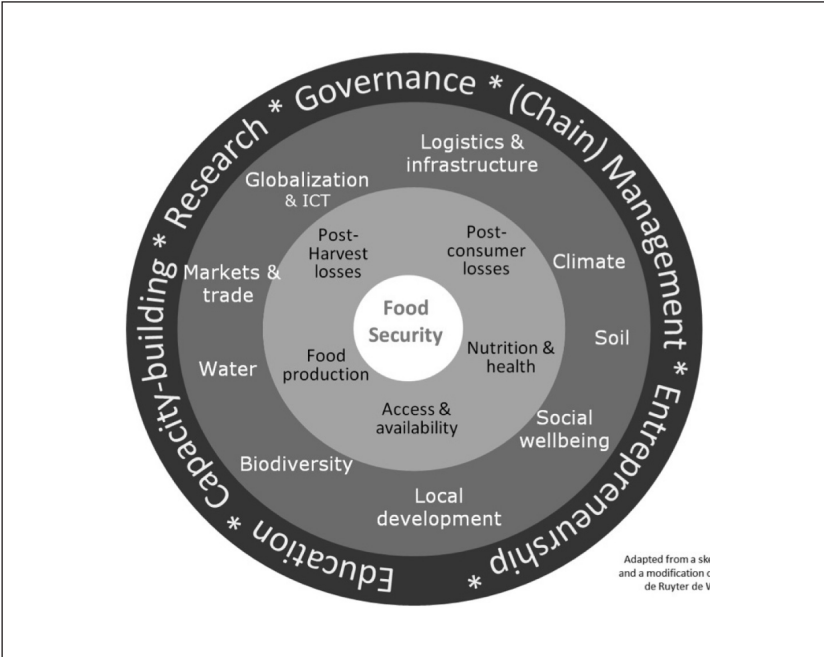 Education * Capacity-building * Research * Governance * (Chain) Management * Entrepreneurship *
Logistics &
infrastructure
Globalization
& ICT
Climate
Markets &
trade
Soil
Water
Social
wellbeing
Biodiversity
Local
development
Post-
Harvest
losses
Post-
consumer
losses
Food
production
Nutrition &
health
Access &
availability
Food
Security
Adapted from a
and a modification
de Ruyter de